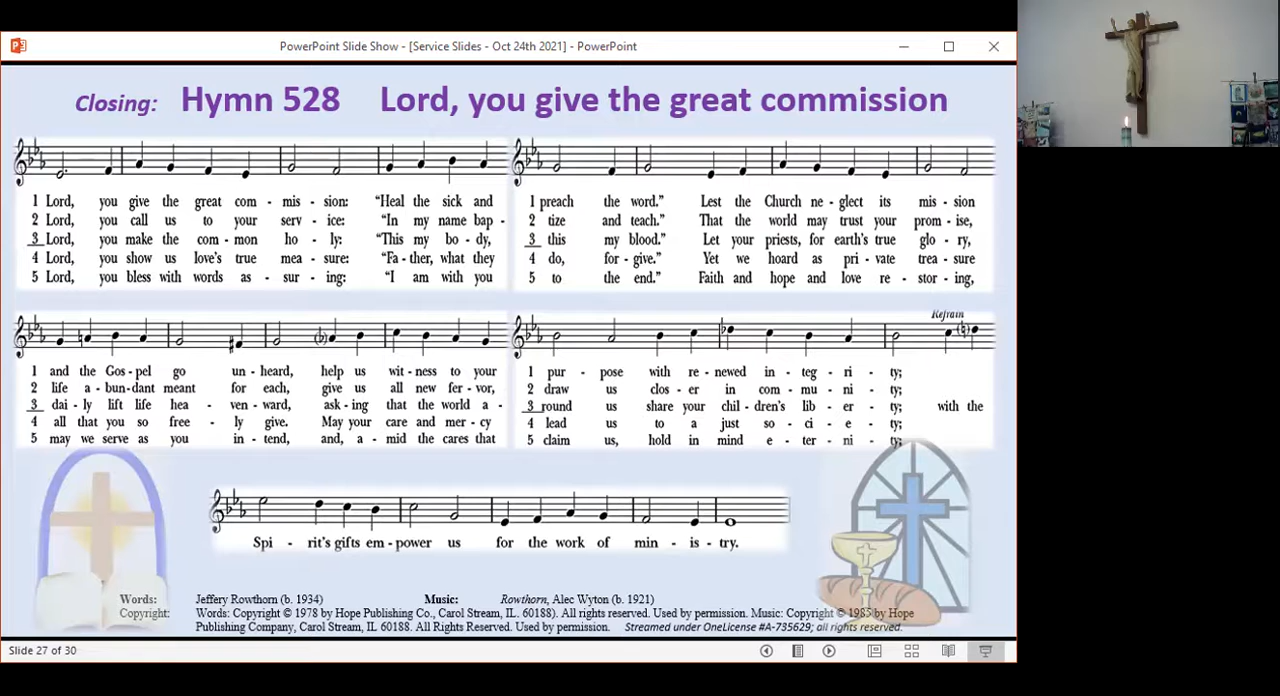 PowerPoint Slide Show - [Service Slides - Oct 24th 2021] - PowerPoint
Closing: Hymn 528 Lord, you give the great commission
1 Lord, you give the great com - mis - sion: “Heal the sick and
2 Lord, you call us to your serv - ice: “In my name bap -
3 Lord, you make the com - mon ho - ly: “This my bo - dy,
4 Lord, you show us love’s true mea - sure: “Fa - ther, what they
5 Lord, you bless with words as - sur - ing: “I am with you
1 preach the word.” Lest the Church ne - glect its mis - sion
2 tize and teach.” That the world may trust your prom - ise,
3 this my blood.” Let your priests, for earth’s true glo - ry,
4 do, for - give.” Yet we hoard as pri - vate trea - sure
5 to the end.” Faith and hope and love re - stor - ing,
1 and the Gos - pel go un - heard, help us wit - ness to your
2 life a - bun - dant meant for each, give us all new fer - vor,
3 dai - ly lift life hea - ven - ward, ask - ing that the world a -
4 all that you so free - ly give. May your care and mer - cy
5 may we serve as you in - tend, and, a - mid the cares that
Refrain
1 pur - pose with re - newed in - teg - ri - ty;
2 draw us clos - er in com - mu - ni - ty;
3 round us share your chil - dren’s lib - er - ty; with the
4 lead us to a just so - ci - e - ty;
5 claim us, hold in mind e - ter - ni - ty;
Spi - rit’s gifts em - power us for the work of min - is - try.
Words: Jeffery Rowthorn (b. 1934) Music: Rowthorn, Alec Wyton (b. 1921)
Copyright: Words: Copyright © 1978 by Hope Publishing Co., Carol Stream, IL. 60188). All rights reserved. Used by permission. Music: Copyright © 1985 by Hope
Publishing Company, Carol Stream, IL 60188. All Rights Reserved. Used by permission. Streamed under OneLicense #A-735629; all rights reserved.
Slide 27 of 30